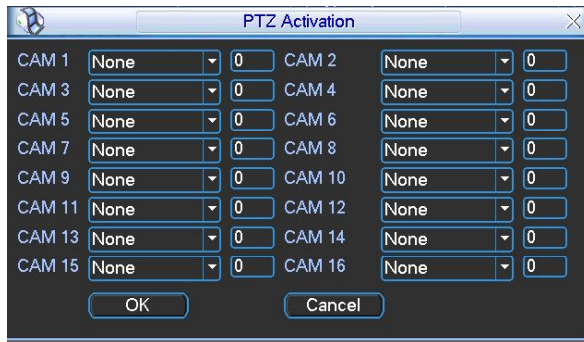 PTZ Activation
CAM 1 None 0 CAM 2 None 0
CAM 3 None 0 CAM 4 None 0
CAM 5 None 0 CAM 6 None 0
CAM 7 None 0 CAM 8 None 0
CAM 9 None 0 CAM 10 None 0
CAM 11 None 0 CAM 12 None 0
CAM 13 None 0 CAM 14 None 0
CAM 15 None 0 CAM 16 None 0
OK Cancel